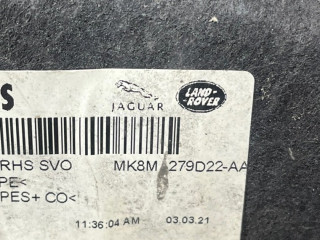 S
JAGUAR
LAND-
ROVER
RHS SVO MK8M 279D22-AA
PE<
PES+ CO<
11:36:04 AM 03.03.21